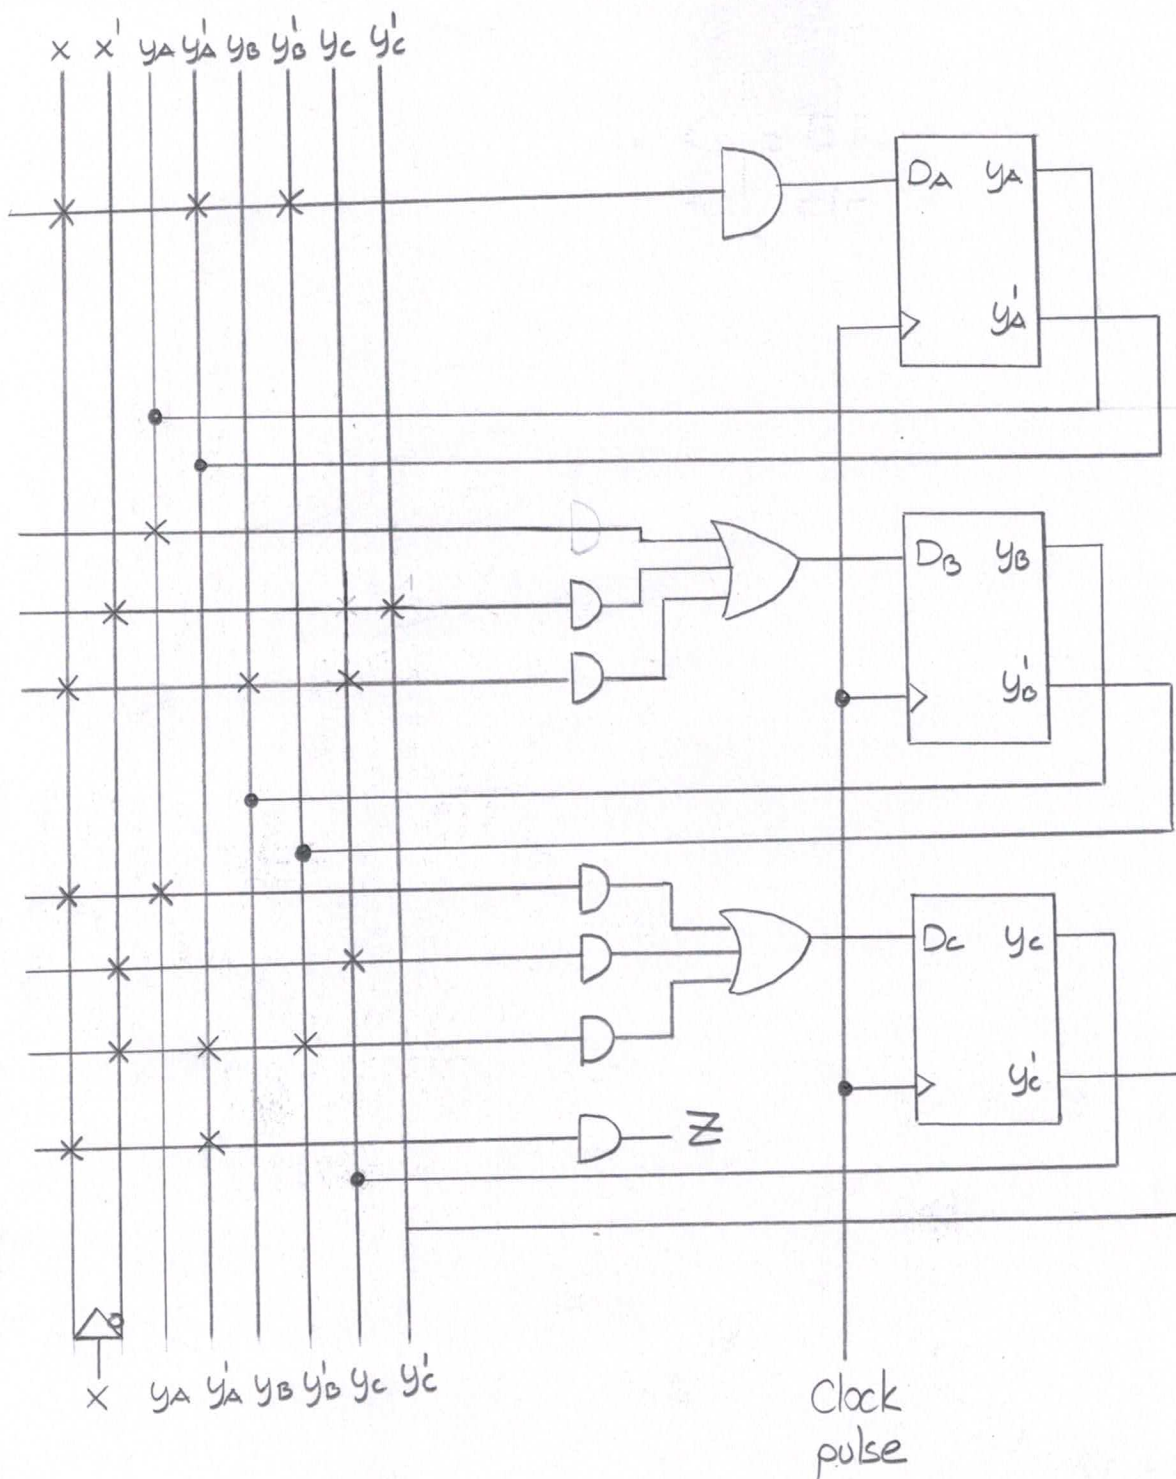 x x' yA y'A yB y'B yC y'C
DA yA
y'A
DB yB
y'B
DC yC
y'C
Z
x yA y'A yB y'B yC y'C
Clock
pulse